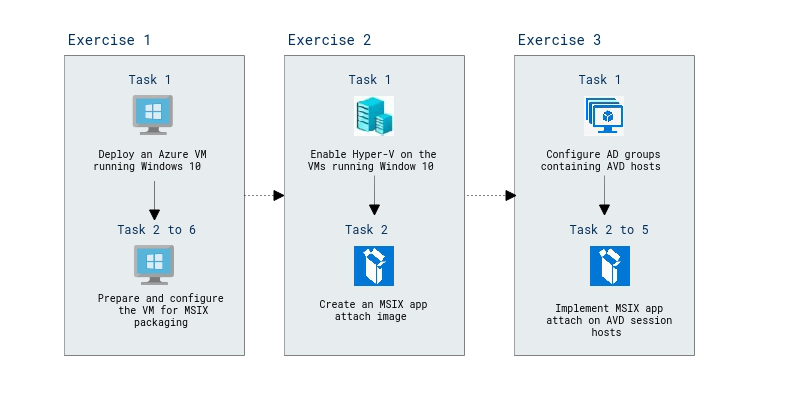 Exercise 1
Task 1
Deploy an Azure VM
running Windows 10
Task 2 to 6
Prepare and configure
the VM for MSIX
packaging
Exercise 2
Task 1
Enable Hyper-V on the
VMs running Window 10
Task 2
Create an MSIX app
attach image
Exercise 3
Task 1
Configure AD groups
containing AVD hosts
Task 2 to 5
Implement MSIX app
attach on AVD session
hosts